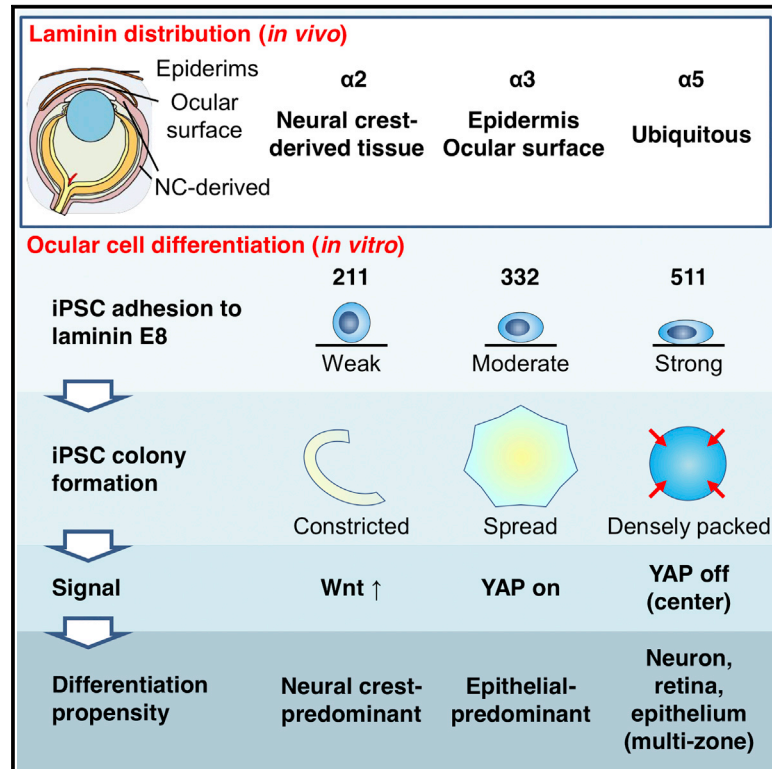 Laminin distribution (in vivo)
Epiderims
Ocular
surface
NC-derived
α2
Neural crest-
derived tissue
α3
Epidermis
Ocular surface
α5
Ubiquitous
Ocular cell differentiation (in vitro)
211
332
511
iPSC adhesion to
laminin E8
Weak
Moderate
Strong
iPSC colony
formation
Constricted
Spread
Densely packed
Signal
Wnt ↑
YAP on
YAP off
(center)
Differentiation
propensity
Neural crest-
predominant
Epithelial-
predominant
Neuron,
retina,
epithelium
(multi-zone)